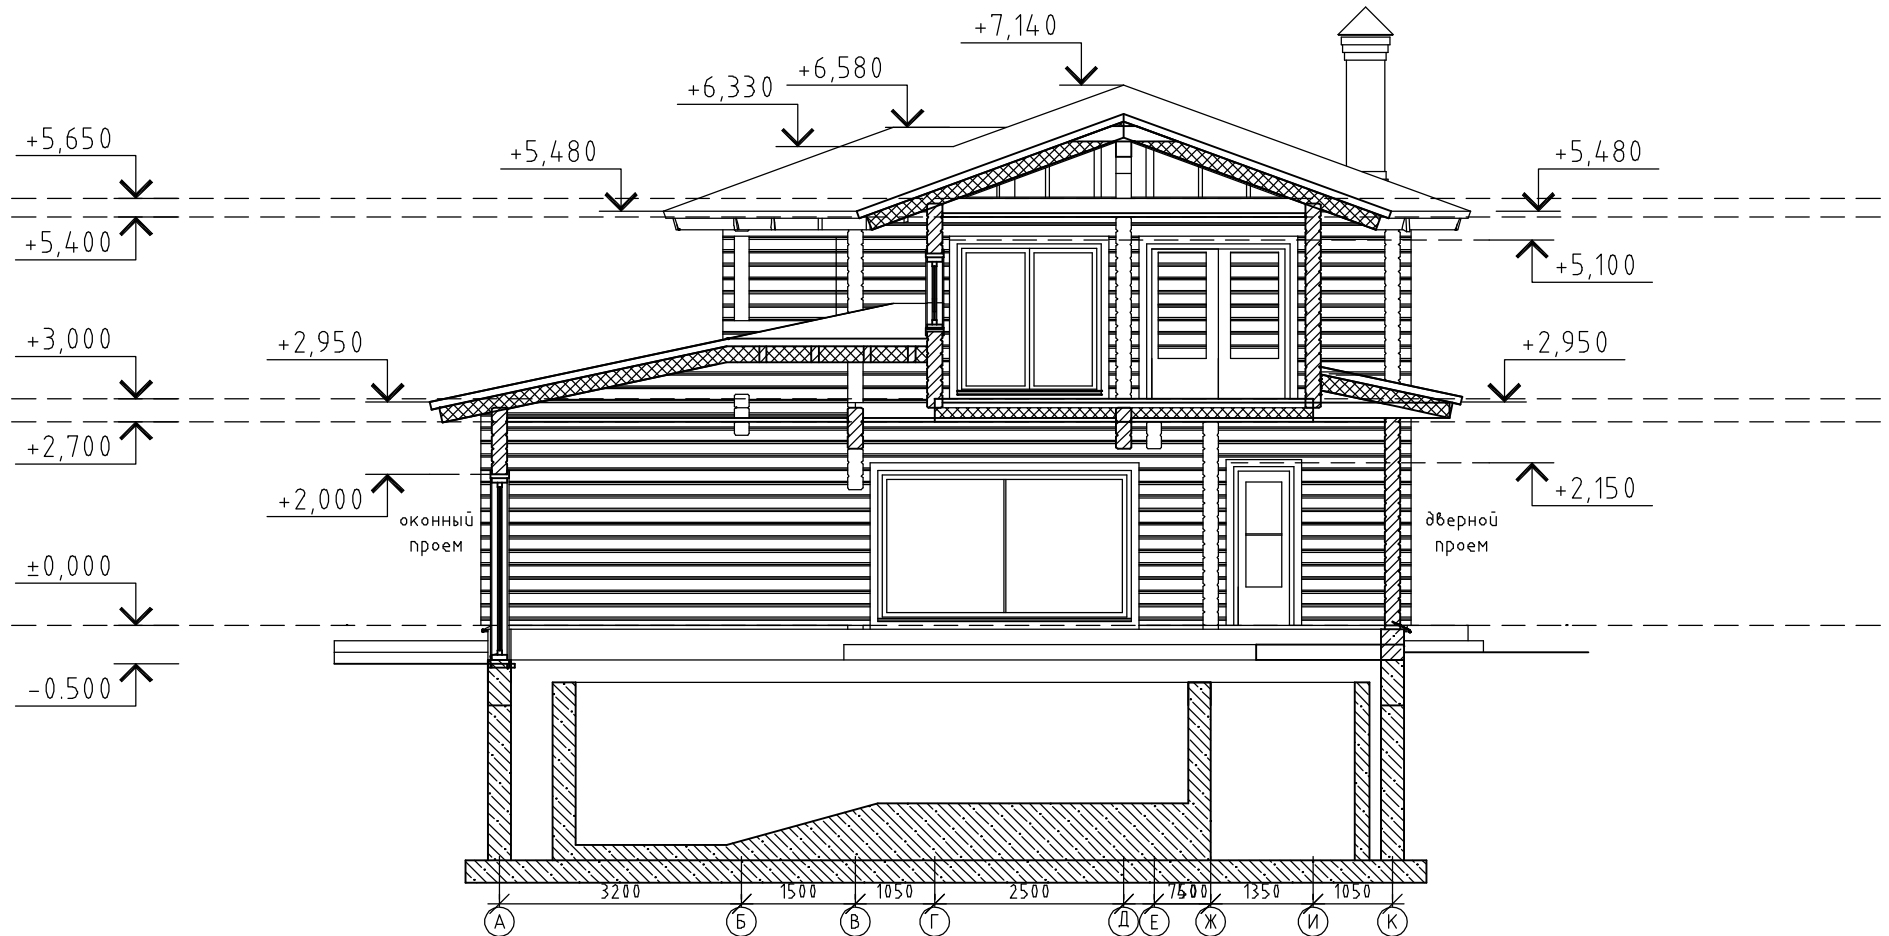 +7,140
+6,580
+6,330
+5,650
+5,480
+5,480
+5,400
+5,100
+3,000
+2,950
+2,950
+2,700
+2,000
+2,150
оконный
проем
дверной
проем
±0,000
-0.500
3200 1500 1050 2500 1350 1050
А Б В Г Д Е Ж И К